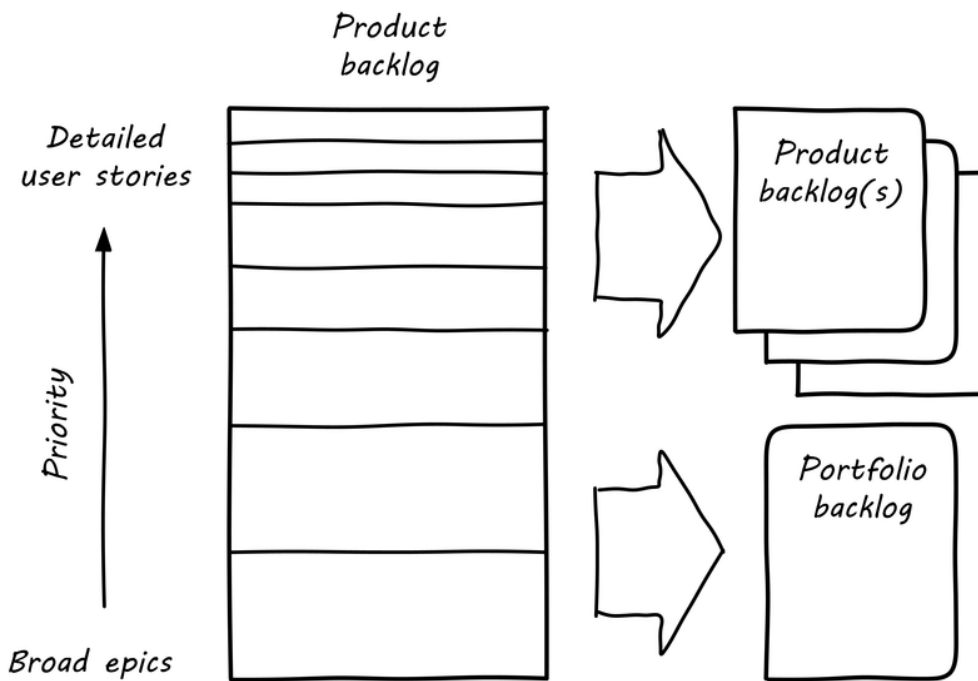 Product
backlog
Detailed
user stories
Priority
Broad epics
Product
backlog(s)
Portfolio
backlog